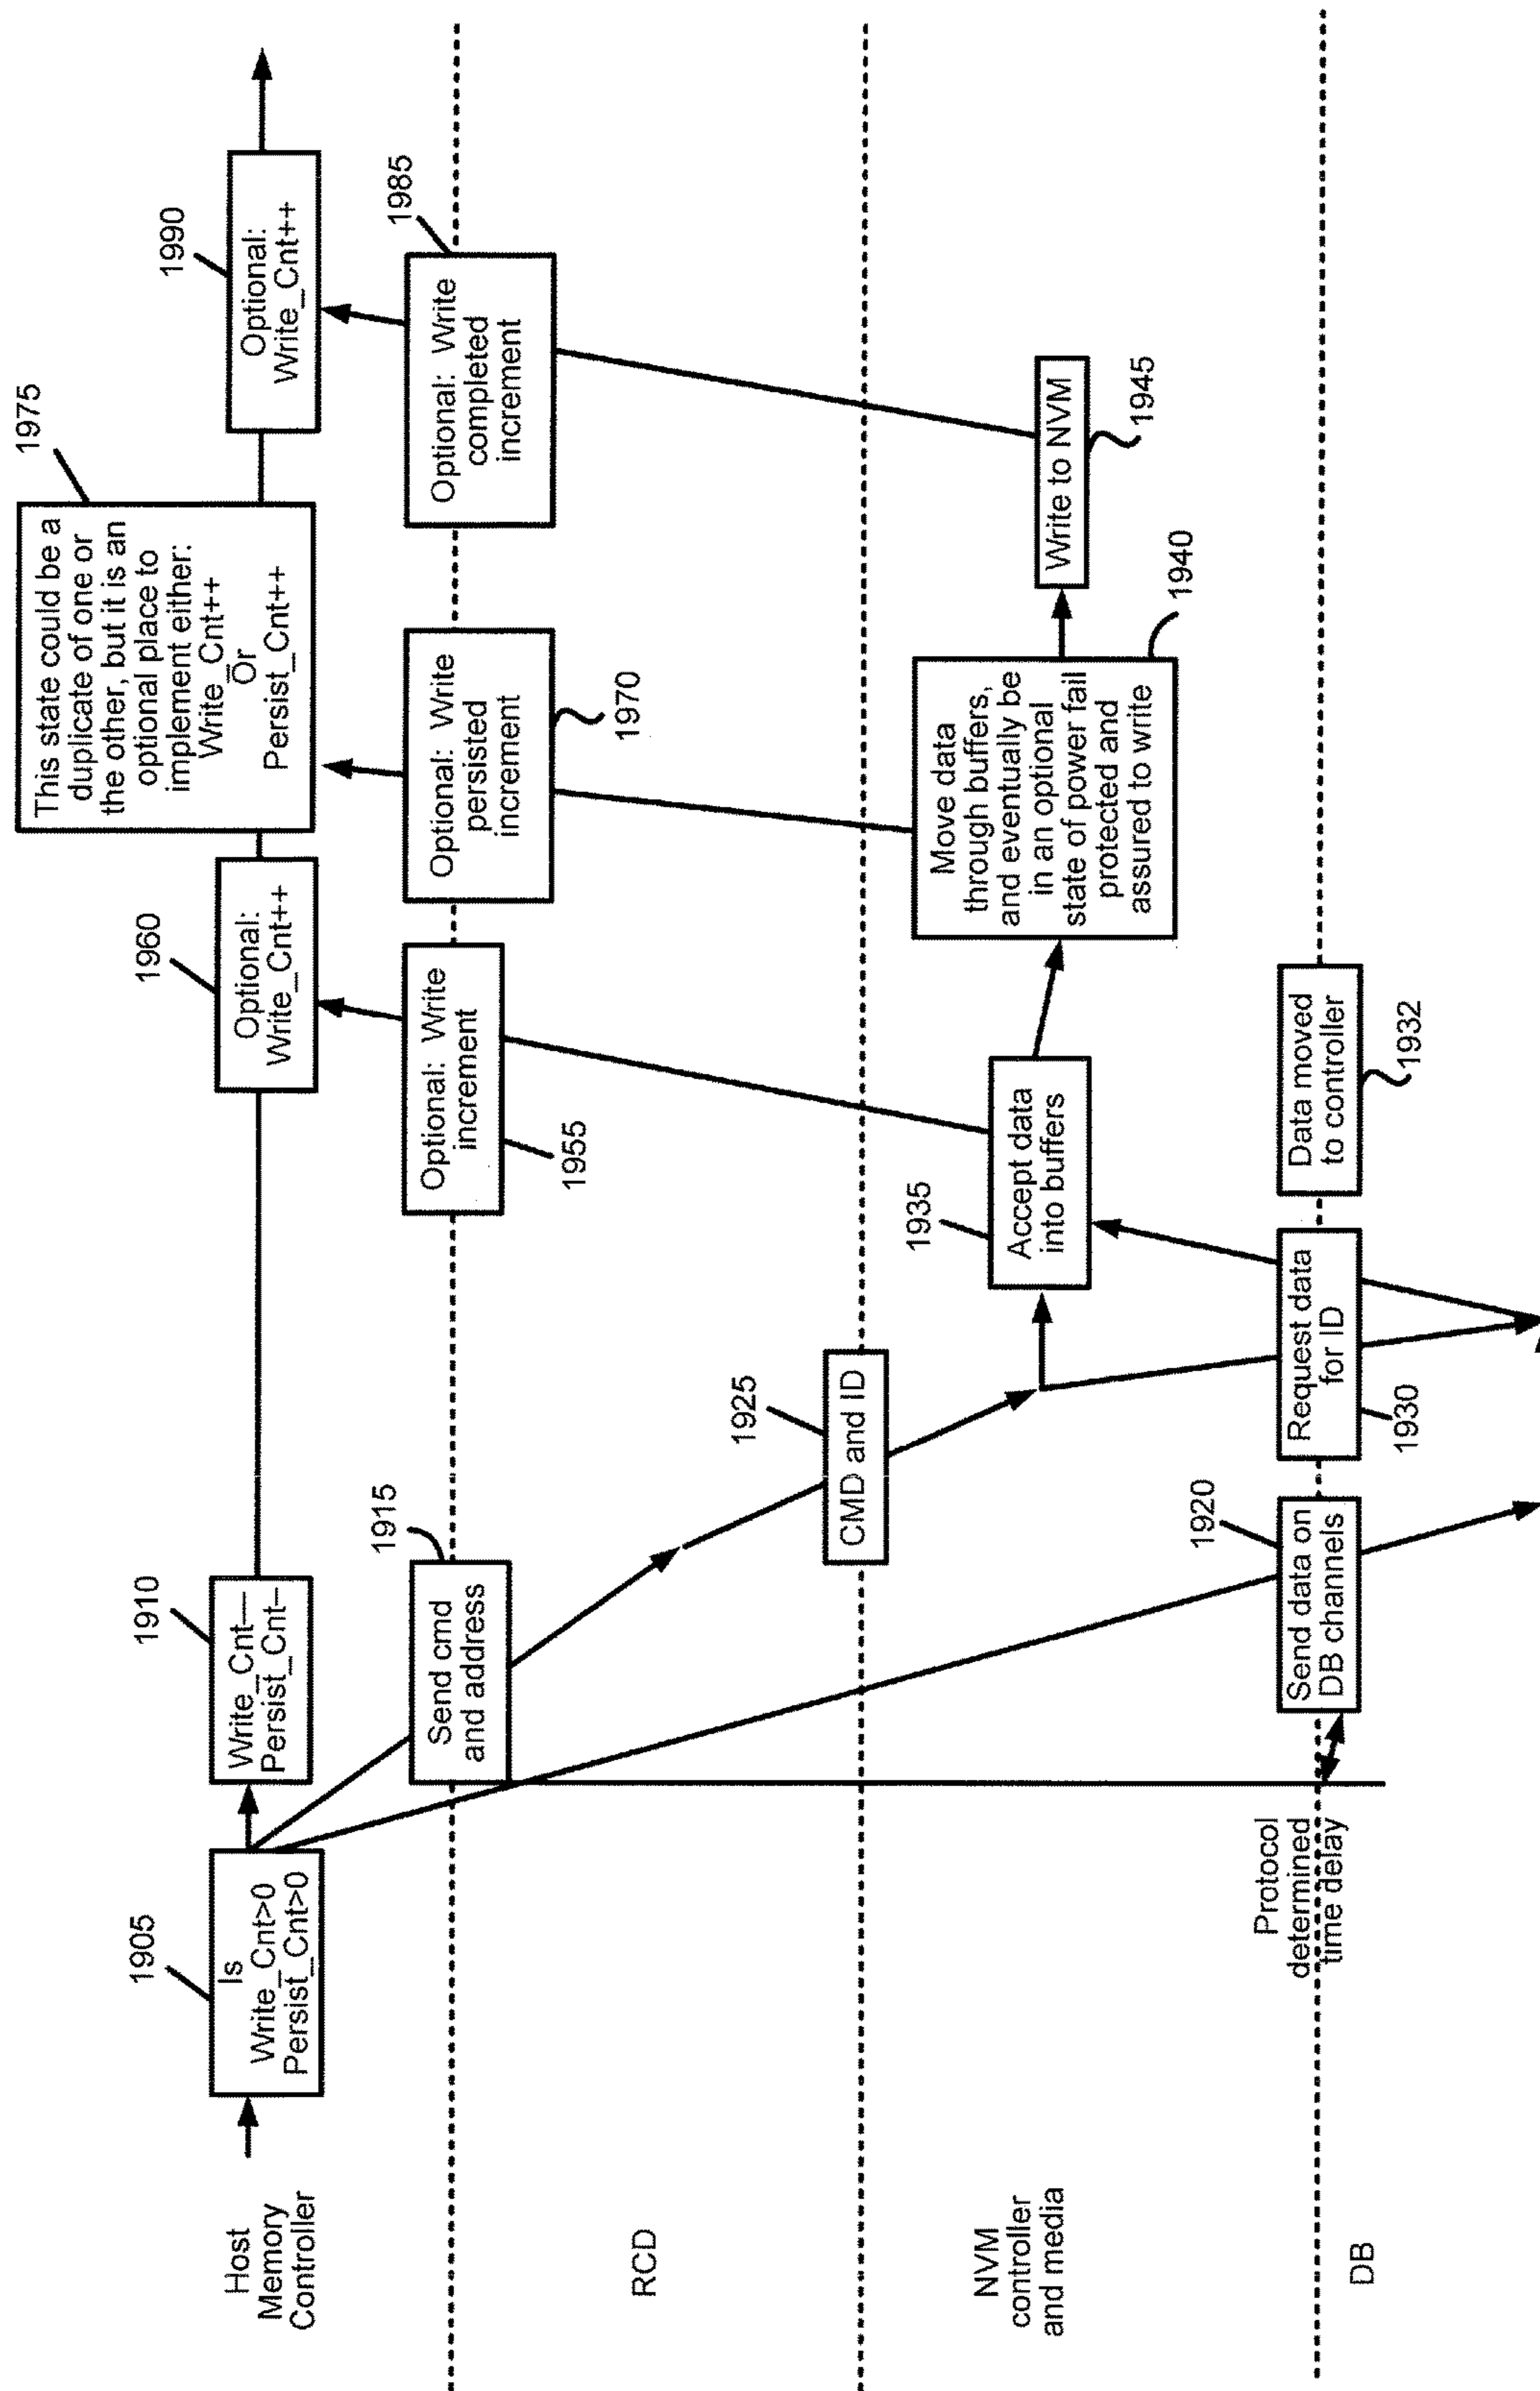 Host
Memory
Controller
1905
Is
Write_Cnt>0
Persist_Cnt>0
1910
Write_Cnt—
Persist_Cnt–
1960
Optional:
Write_Cnt++
1975
This state could be a
duplicate of one or
the other, but it is an
optional place to
implement either:
Write_Cnt++
Or
Persist_Cnt++
1990
Optional:
Write_Cnt++
1915
Send cmd
and address
Optional: Write
increment
1955
Optional: Write
persisted
increment
1970
1985
Optional: Write
completed
increment
RCD
1925
CMD and ID
NVM
controller
and media
1935
Accept data
into buffers
Move data
through buffers,
and eventually be
in an optional
state of power fail
protected and
assured to write
1940
Write to NVM
1945
Protocol
determined
time delay
1920
Send data on
DB channels
Request data
for ID
1930
Data moved
to controller
1932
DB